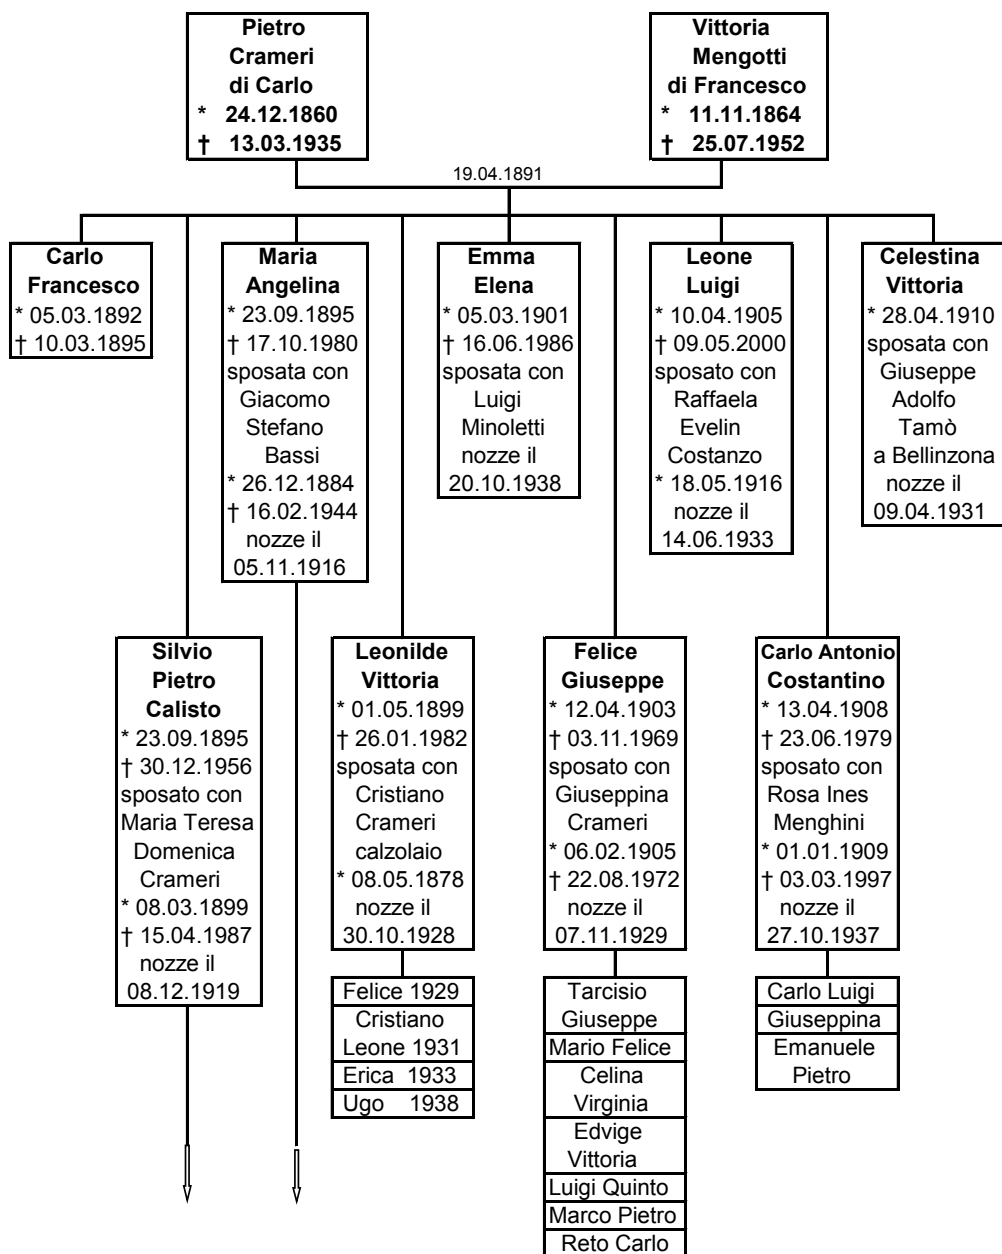 Pietro
Crameri
di Carlo
* 24.12.1860
† 13.03.1935
Vittoria
Mengotti
di Francesco
* 11.11.1864
† 25.07.1952
19.04.1891
Carlo
Francesco
* 05.03.1892
† 10.03.1895
Maria
Angelina
* 23.09.1895
† 17.10.1980
sposata con
Giacomo
Stefano
Bassi
* 26.12.1884
† 16.02.1944
nozze il
05.11.1916
Emma
Elena
* 05.03.1901
† 16.06.1986
sposata con
Luigi
Minoletti
nozze il
20.10.1938
Leone
Luigi
* 10.04.1905
† 09.05.2000
sposato con
Raffaela
Evelin
Costanzo
* 18.05.1916
nozze il
14.06.1933
Celestina
Vittoria
* 28.04.1910
sposata con
Giuseppe
Adolfo
Tamò
a Bellinzona
nozze il
09.04.1931
Silvio
Pietro
Calisto
* 23.09.1895
† 30.12.1956
sposato con
Maria Teresa
Domenica
Crameri
* 08.03.1899
† 15.04.1987
nozze il
08.12.1919
Leonilde
Vittoria
* 01.05.1899
† 26.01.1982
sposata con
Cristiano
Crameri
calzolaio
* 08.05.1878
nozze il
30.10.1928
Felice 1929
Cristiano
Leone 1931
Erica 1933
Ugo 1938
Felice
Giuseppe
* 12.04.1903
† 03.11.1969
sposato con
Giuseppina
Crameri
* 06.02.1905
† 22.08.1972
nozze il
07.11.1929
Tarcisio
Giuseppe
Mario Felice
Celina
Virginia
Edvige
Vittoria
Luigi Quinto
Marco Pietro
Reto Carlo
Carlo Antonio
Costantino
* 13.04.1908
† 23.06.1979
sposato con
Rosa Ines
Menghini
* 01.01.1909
† 03.03.1997
nozze il
27.10.1937
Carlo Luigi
Giuseppina
Emanuele
Pietro